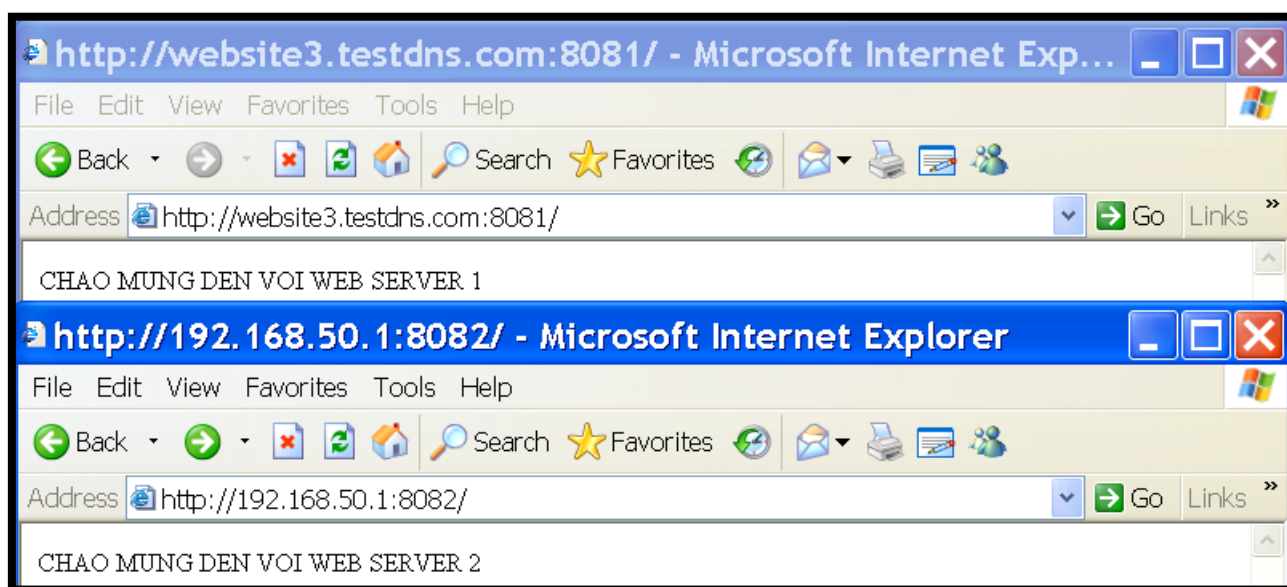 http://website3.testdns.com:8081/ - Microsoft Internet Exp...
File Edit View Favorites Tools Help
Back Search Favorites
Address http://website3.testdns.com:8081/ Go Links »
CHAO MUNG DEN VOI WEB SERVER 1
http://192.168.50.1:8082/ - Microsoft Internet Explorer
File Edit View Favorites Tools Help
Back Search Favorites
Address http://192.168.50.1:8082/ Go Links »
CHAO MUNG DEN VOI WEB SERVER 2